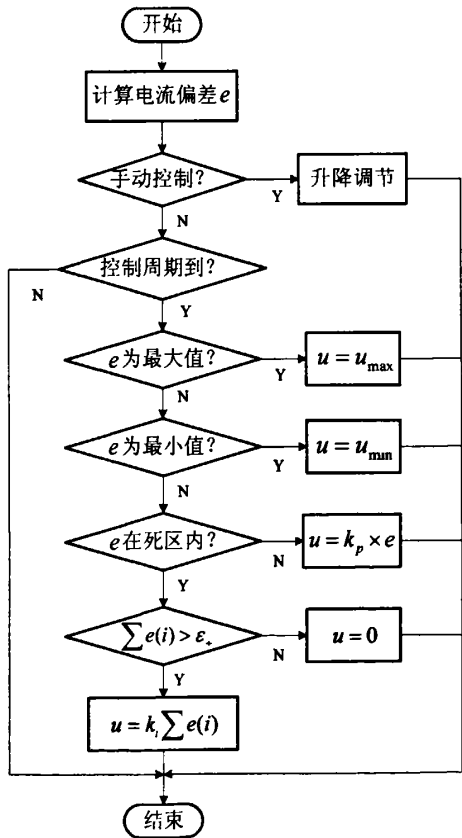 开始
计算电流偏差e
手动控制?
Y
升降调节
N
控制周期到?
N
Y
e为最大值?
Y
u = u_max
N
e为最小值?
Y
u = u_min
N
e在死区内?
N
u = k_p × e
Y
∑e(i) > ε_+
N
u = 0
Y
u = k_i ∑e(i)
结束